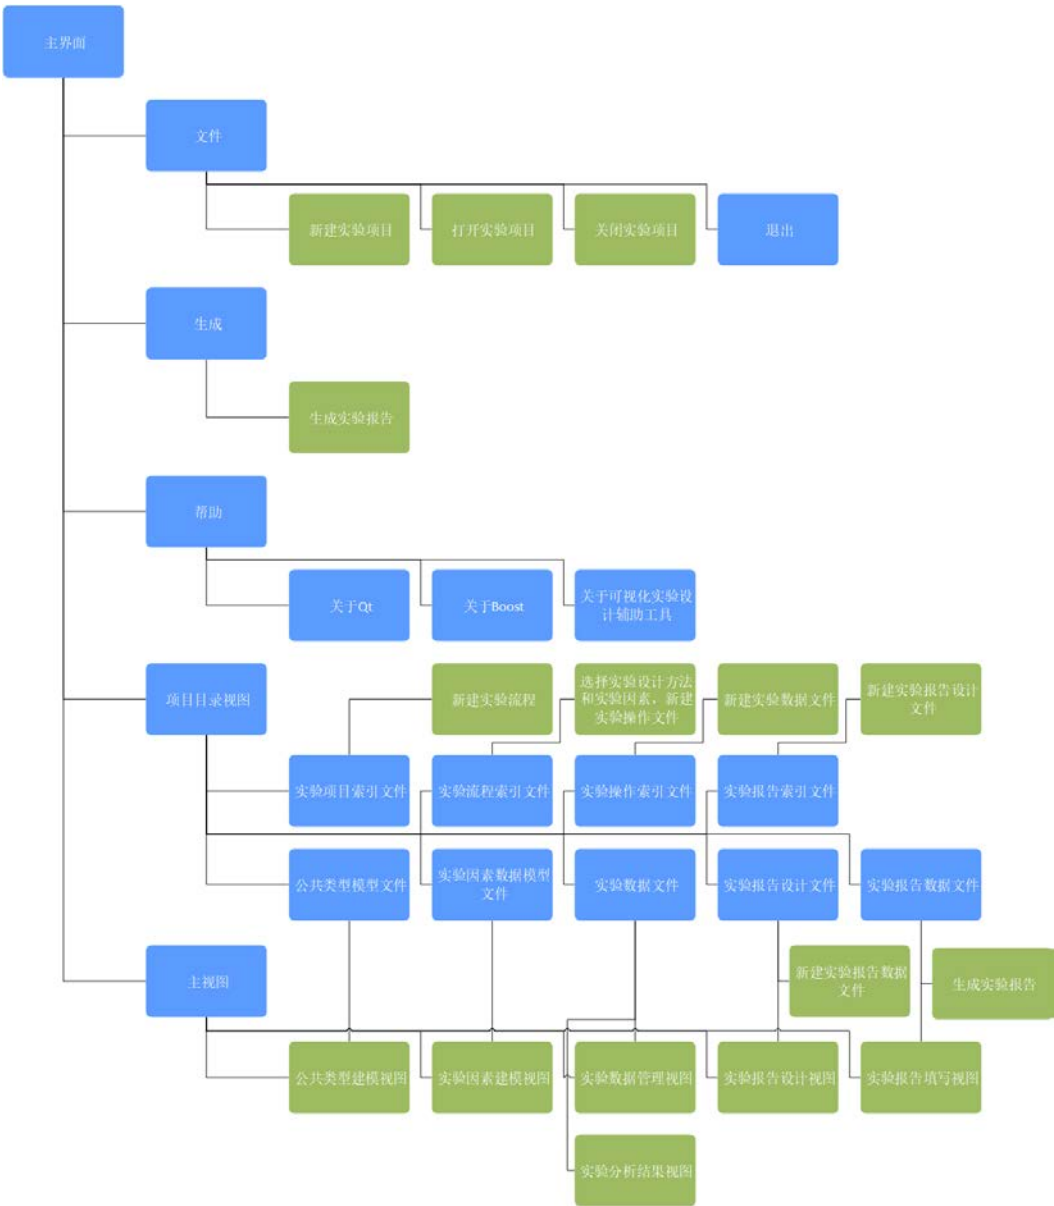 主界面
文件
新建实验项目
打开实验项目
关闭实验项目
退出
生成
生成实验报告
帮助
关于Qt
关于Boost
关于可视化实验设
计辅助工具
项目目录视图
新建实验流程
选择实验设计方法
和实验因素，新建
实验操作文件
新建实验数据文件
新建实验报告设计
文件
实验项目索引文件
实验流程索引文件
实验操作索引文件
实验报告索引文件
公共类型模型文件
实验因素数据模型
文件
实验数据文件
实验报告设计文件
实验报告数据文件
主视图
新建实验报告数据
文件
生成实验报告
公共类型建模视图
实验因素建模视图
实验数据管理视图
实验报告设计视图
实验报告填写视图
实验分析结果视图